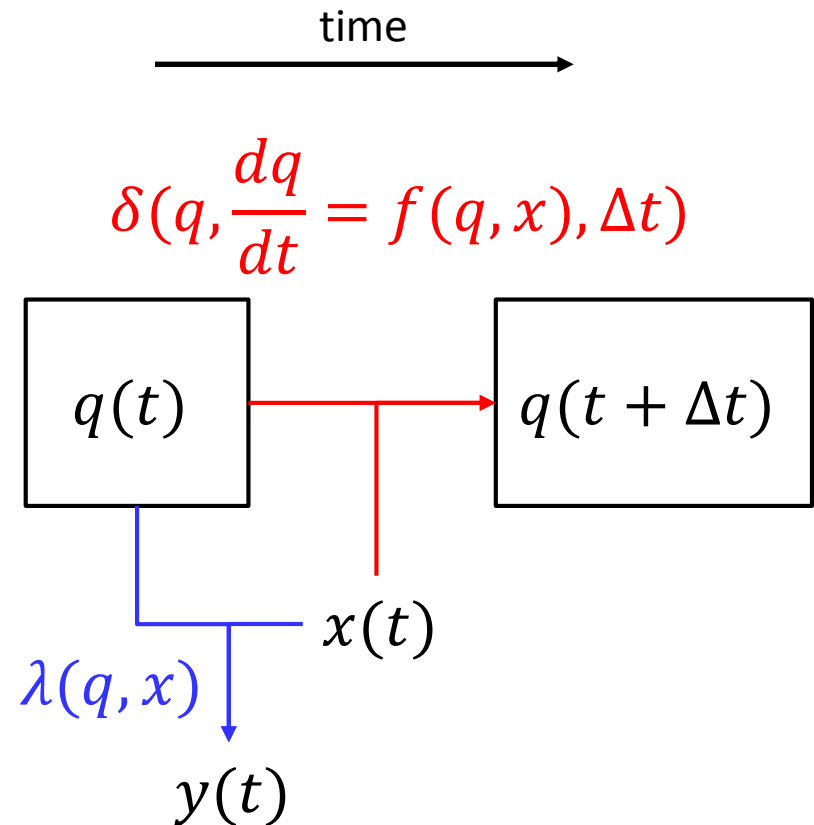 time
δ(q, dq/dt = f(q, x), Δt)
q(t)
q(t + Δt)
x(t)
λ(q, x)
y(t)